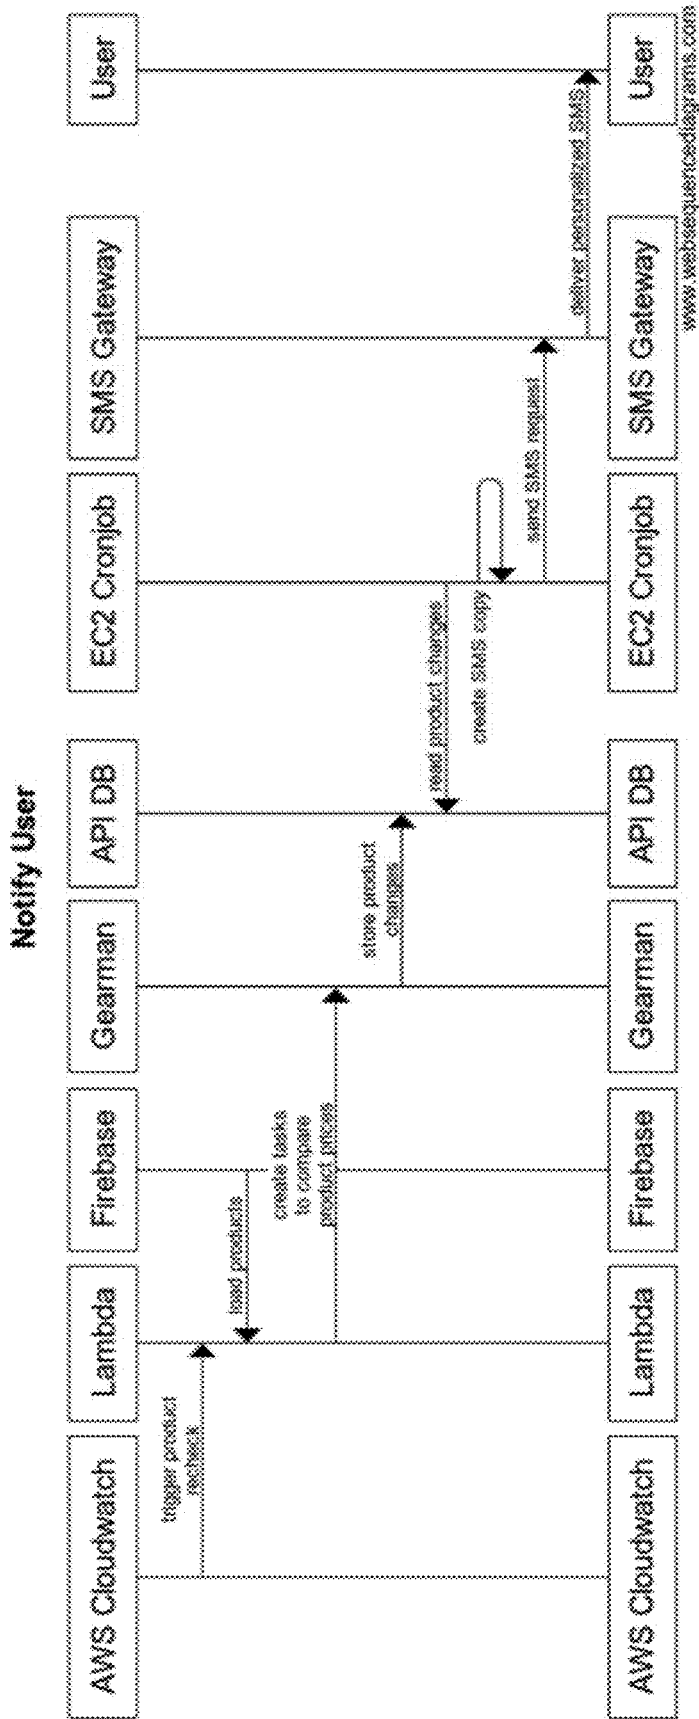 Notify User
AWS Cloudwatch
Lambda
Firebase
Gearman
API DB
EC2 Cronjob
SMS Gateway
User
trigger product
recheck
load products
create tasks
to compare
product prices
store product
changes
read product changes
create SMS copy
send SMS request
deliver personalized SMS
AWS Cloudwatch
Lambda
Firebase
Gearman
API DB
EC2 Cronjob
SMS Gateway
User
www.websequencediagrams.com